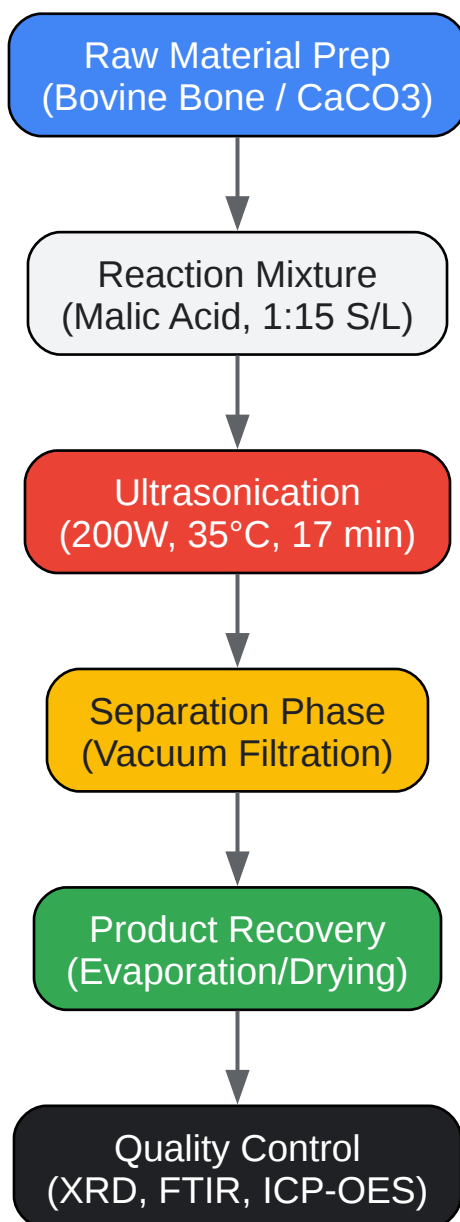 Raw Material Prep
(Bovine Bone / CaCO3)
Reaction Mixture
(Malic Acid, 1:15 S/L)
Ultrasonication
(200W, 35°C, 17 min)
Separation Phase
(Vacuum Filtration)
Product Recovery
(Evaporation/Drying)
Quality Control
(XRD, FTIR, ICP-OES)